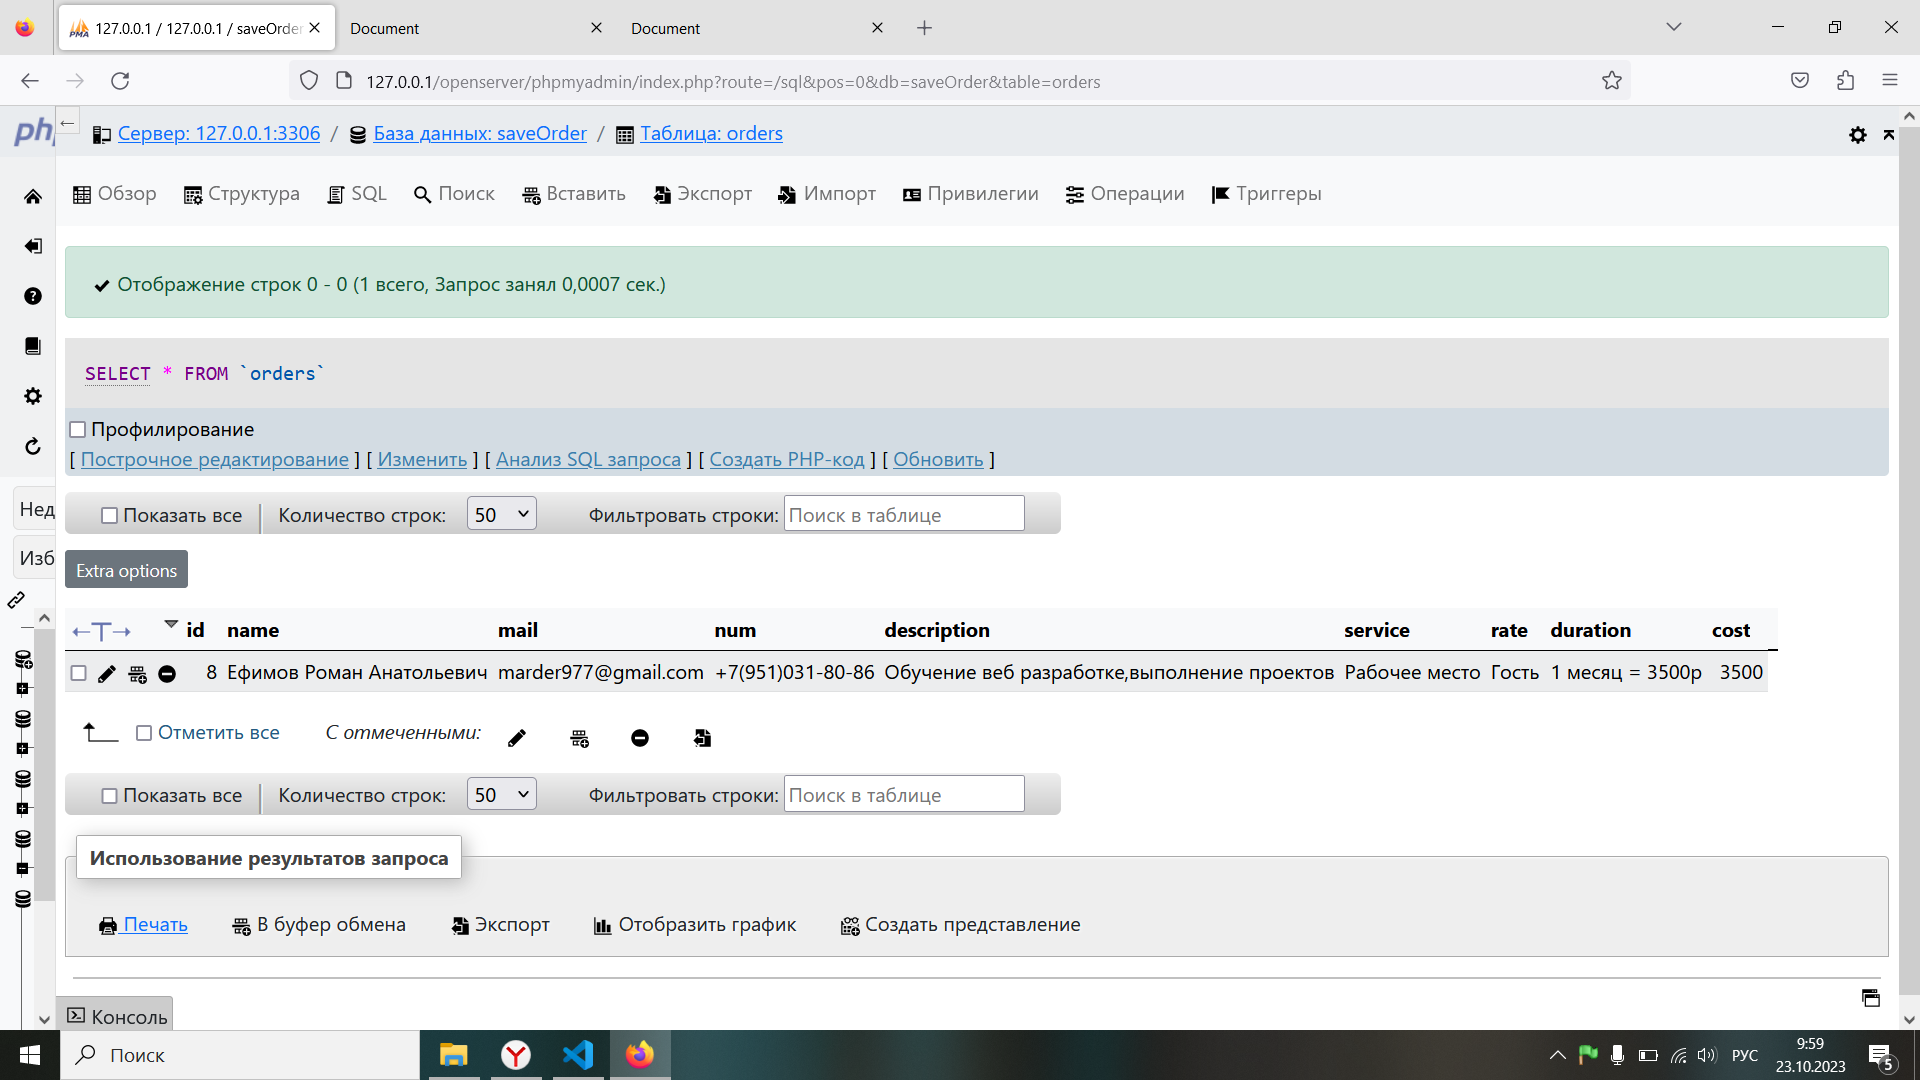 127.0.0.1 / 127.0.0.1 / saveOrder
Document
Document
127.0.0.1/openserver/phpmyadmin/index.php?route=/sql&pos=0&db=saveOrder&table=orders
Сервер: 127.0.0.1:3306 / База данных: saveOrder / Таблица: orders
Обзор Структура SQL Поиск Вставить Экспорт Импорт Привилегии Операции Триггеры
Отображение строк 0 - 0 (1 всего, Запрос занял 0,0007 сек.)
SELECT * FROM `orders`
Профилирование
[ Построчное редактирование ] [ Изменить ] [ Анализ SQL запроса ] [ Создать PHP-код ] [ Обновить ]
Нед
Изб
Показать все Количество строк: 50 Фильтровать строки: Поиск в таблице
Extra options
id name mail num description service rate duration cost
8 Ефимов Роман Анатольевич marder977@gmail.com +7(951)031-80-86 Обучение веб разработке,выполнение проектов Рабочее место Гость 1 месяц = 3500р 3500
Отметить все С отмеченными:
Показать все Количество строк: 50 Фильтровать строки: Поиск в таблице
Использование результатов запроса
Печать В буфер обмена Экспорт Отобразить график Создать представление
Консоль
Поиск
РУС
9:59
23.10.2023
5